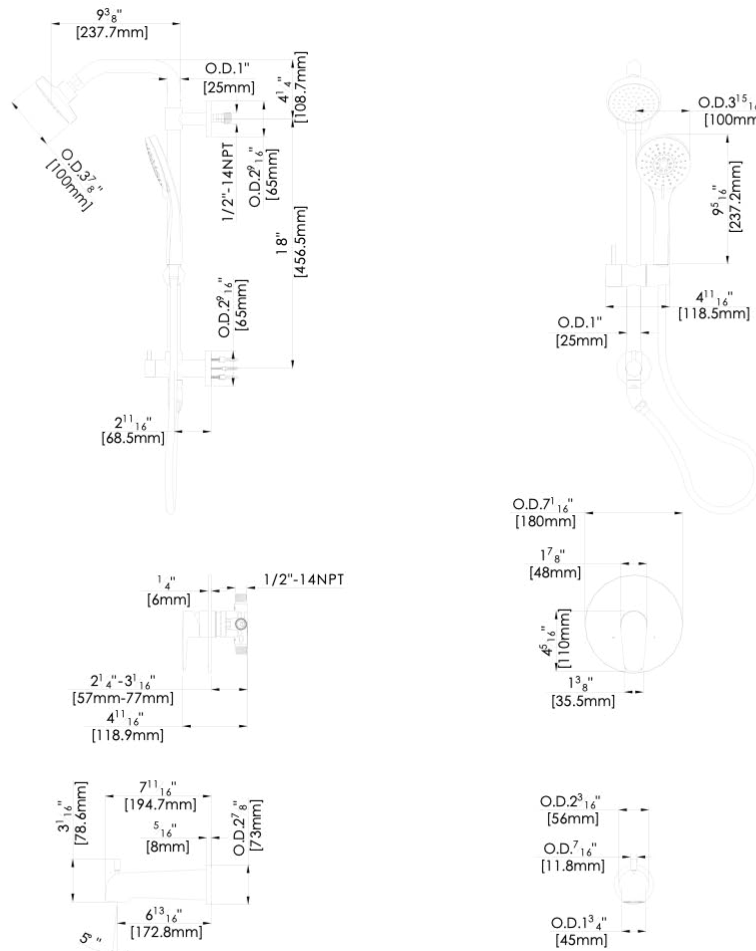 9 3/8"
[237.7mm]
O.D.1"
[25mm]
4 1/4"
[108.7mm]
O.D.3 7/8"
[100mm]
1/2"-14NPT
O.D.2 9/16"
[65mm]
18"
[456.5mm]
O.D.2 9/16"
[65mm]
2 11/16"
[68.5mm]
O.D.3 15/16
[100mm
9 5/16"
[237.2mm]
4 11/16"
[118.5mm]
O.D.1"
[25mm]
1/4"
[6mm]
1/2"-14NPT
2 1/4"-3 1/16"
[57mm-77mm]
4 11/16"
[118.9mm]
O.D.7 1/16"
[180mm]
1 7/8"
[48mm]
4 5/16"
[110mm]
1 3/8"
[35.5mm]
7 11/16"
[194.7mm]
3 1/16"
[78.6mm]
5/16"
[8mm]
O.D.2 7/8"
[73mm]
6 13/16"
[172.8mm]
O.D.2 3/16"
[56mm]
O.D.7/16"
[11.8mm]
O.D.1 3/4"
[45mm]